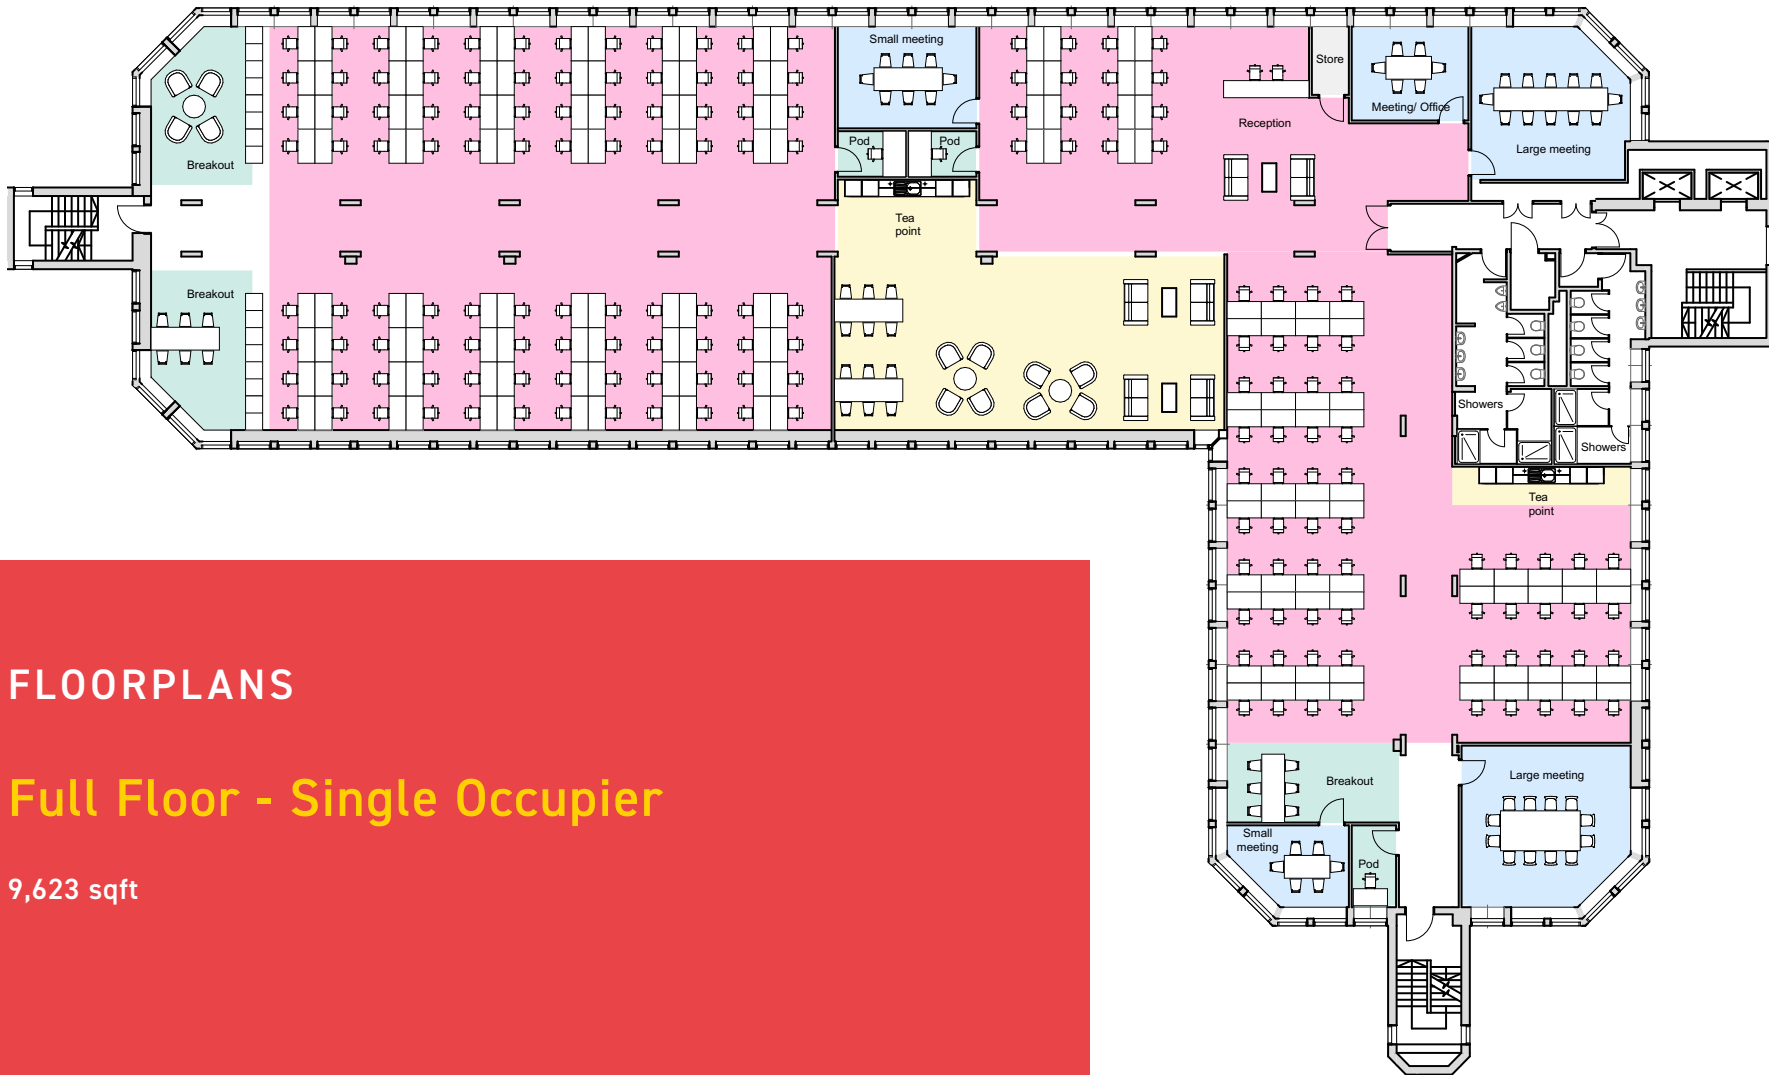 Small meeting
Store
Meeting/ Office
Reception
Large meeting
Pod
Pod
Breakout
Tea
point
Breakout
Showers
Showers
Tea
point
Breakout
Large meeting
Small
meeting
Pod
FLOORPLANS
Full Floor - Single Occupier
9,623 sqft